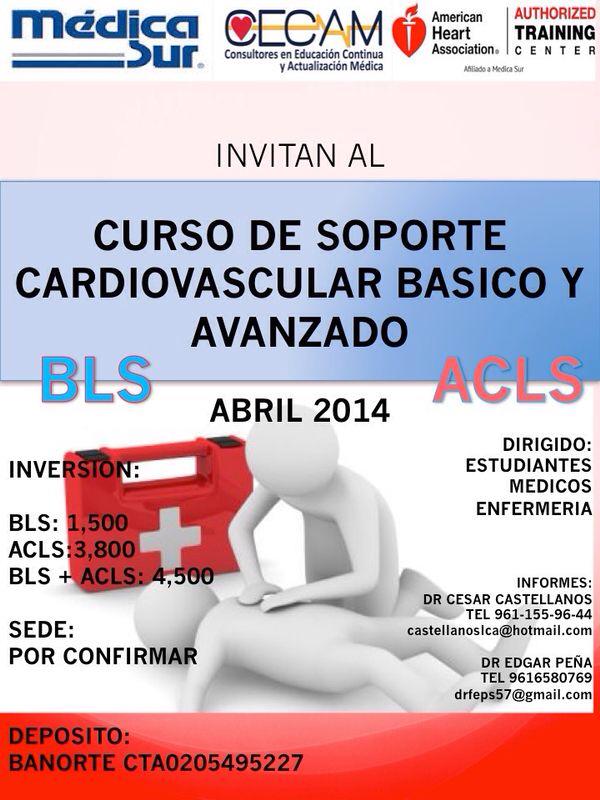 Médica Sur®
CECAM
Consultores en Educación Continua
y Actualización Médica
American
Heart
Association®
AUTHORIZED
TRAINING
CENTER
Afiliado a Medica Sur
INVITAN AL
CURSO DE SOPORTE
CARDIOVASCULAR BASICO Y
AVANZADO
BLS
ACLS
ABRIL 2014
INVERSION:
BLS: 1,500
ACLS:3,800
BLS + ACLS: 4,500
SEDE:
POR CONFIRMAR
DIRIGIDO:
ESTUDIANTES
MEDICOS
ENFERMERIA
INFORMES:
DR CESAR CASTELLANOS
TEL 961-155-96-44
castellanoslca@hotmail.com
DR EDGAR PEÑA
TEL 9616580769
drfeps57@gmail.com
DEPOSITO:
BANORTE CTA0205495227